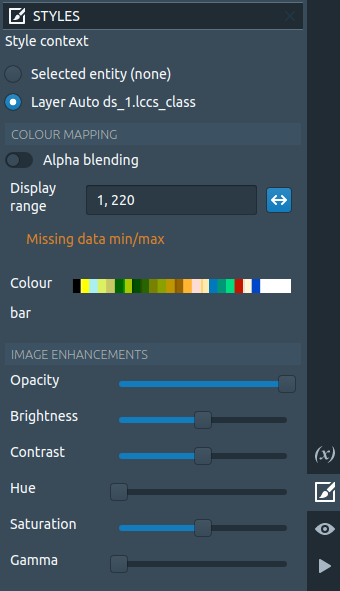 STYLES
Style context
Selected entity (none)
Layer Auto ds_1.lccs_class
COLOUR MAPPING
Alpha blending
Display
range
1, 220
Missing data min/max
Colour
bar
IMAGE ENHANCEMENTS
Opacity
Brightness
Contrast
(x)
Hue
Saturation
Gamma